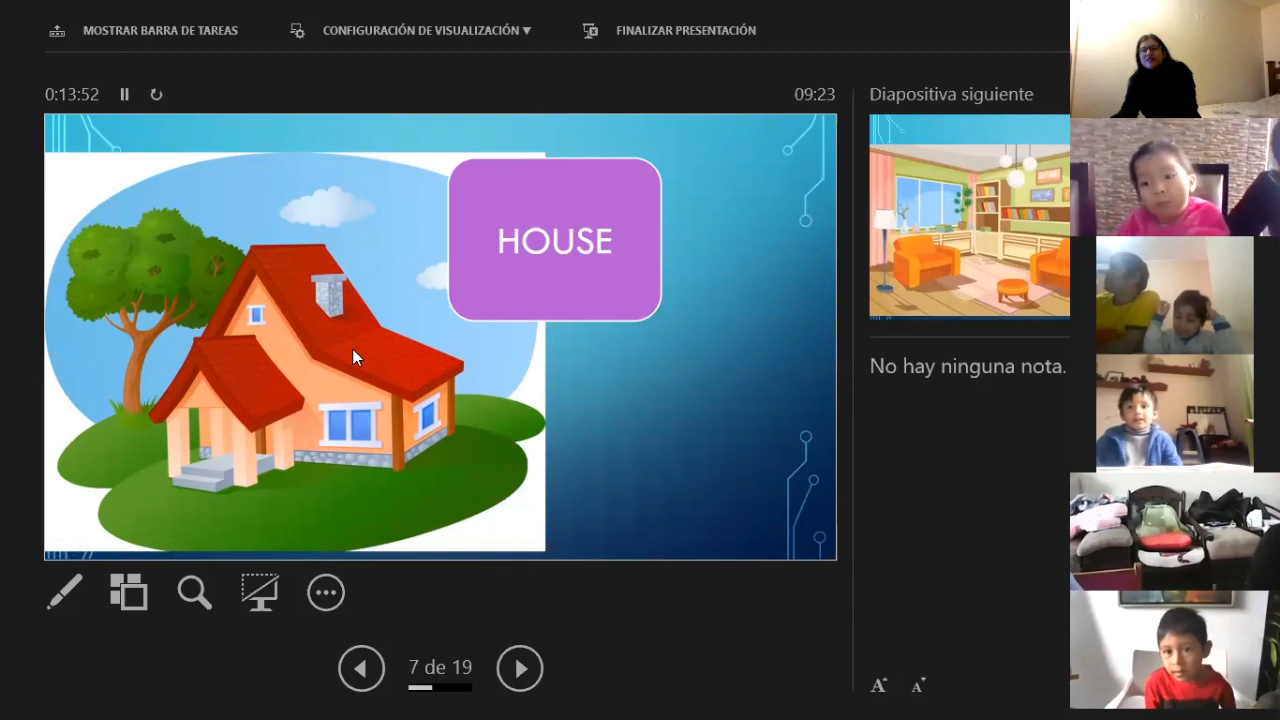 MOSTRAR BARRA DE TAREAS
CONFIGURACIÓN DE VISUALIZACIÓN ▼
FINALIZAR PRESENTACIÓN
0:13:52
09:23
Diapositiva siguiente
HOUSE
No hay ninguna nota.
7 de 19
A A